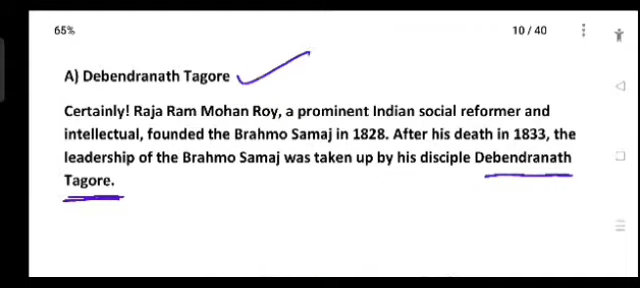 65%
10 / 40
A) Debendranath Tagore
Certainly! Raja Ram Mohan Roy, a prominent Indian social reformer and
intellectual, founded the Brahmo Samaj in 1828. After his death in 1833, the
leadership of the Brahmo Samaj was taken up by his disciple Debendranath
Tagore.